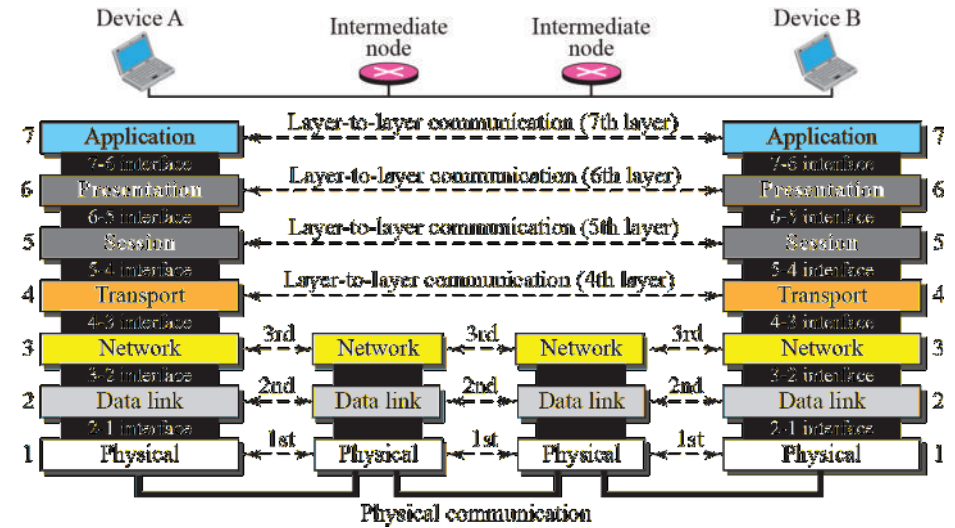 Device A
Intermediate
node
Intermediate
node
Device B
7 Application Layer-to-layer communication (7th layer) Application 7
7-6 interface 7-6 interface
6 Presentation Layer-to-layer communication (6th layer) Presentation 6
6-5 interface 6-5 interface
5 Session Layer-to-layer communication (5th layer) Session 5
5-4 interface 5-4 interface
4 Transport Layer-to-layer communication (4th layer) Transport 4
4-3 interface 4-3 interface
3 Network 3rd Network 3rd Network 3rd Network 3
3-2 interface 3-2 interface
2 Data link 2nd Data link 2nd Data link 2nd Data link 2
2-1 interface 2-1 interface
1 Physical 1st Physical 1st Physical 1st Physical 1
Physical communication